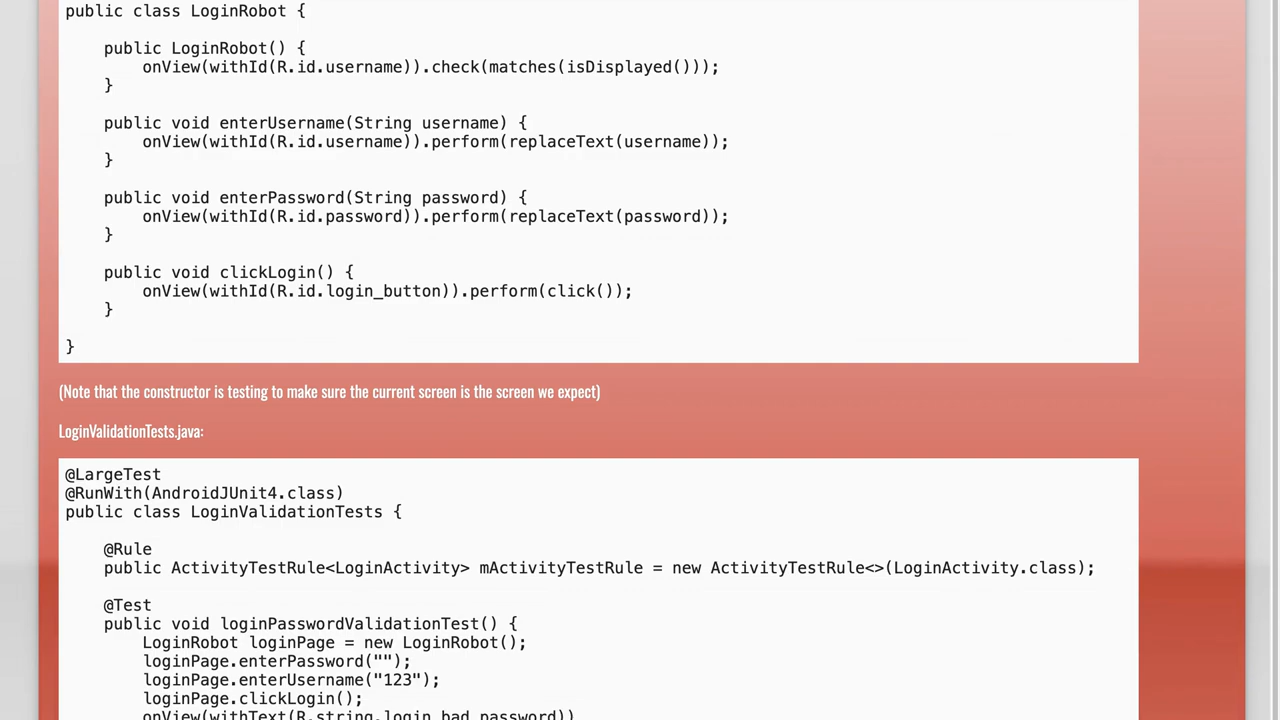 public class LoginRobot {
public LoginRobot() {
onView(withId(R.id.username)).check(matches(isDisplayed()));
}
public void enterUsername(String username) {
onView(withId(R.id.username)).perform(replaceText(username));
}
public void enterPassword(String password) {
onView(withId(R.id.password)).perform(replaceText(password));
}
public void clickLogin() {
onView(withId(R.id.login_button)).perform(click());
}
}
(Note that the constructor is testing to make sure the current screen is the screen we expect)
LoginValidationTests.java:
@LargeTest
@RunWith(AndroidJUnit4.class)
public class LoginValidationTests {
@Rule
public ActivityTestRule<LoginActivity> mActivityTestRule = new ActivityTestRule<>(LoginActivity.class);
@Test
public void loginPasswordValidationTest() {
LoginRobot loginPage = new LoginRobot();
loginPage.enterPassword("");
loginPage.enterUsername("123");
loginPage.clickLogin();
onView(withText(R.string.login_bad_password))